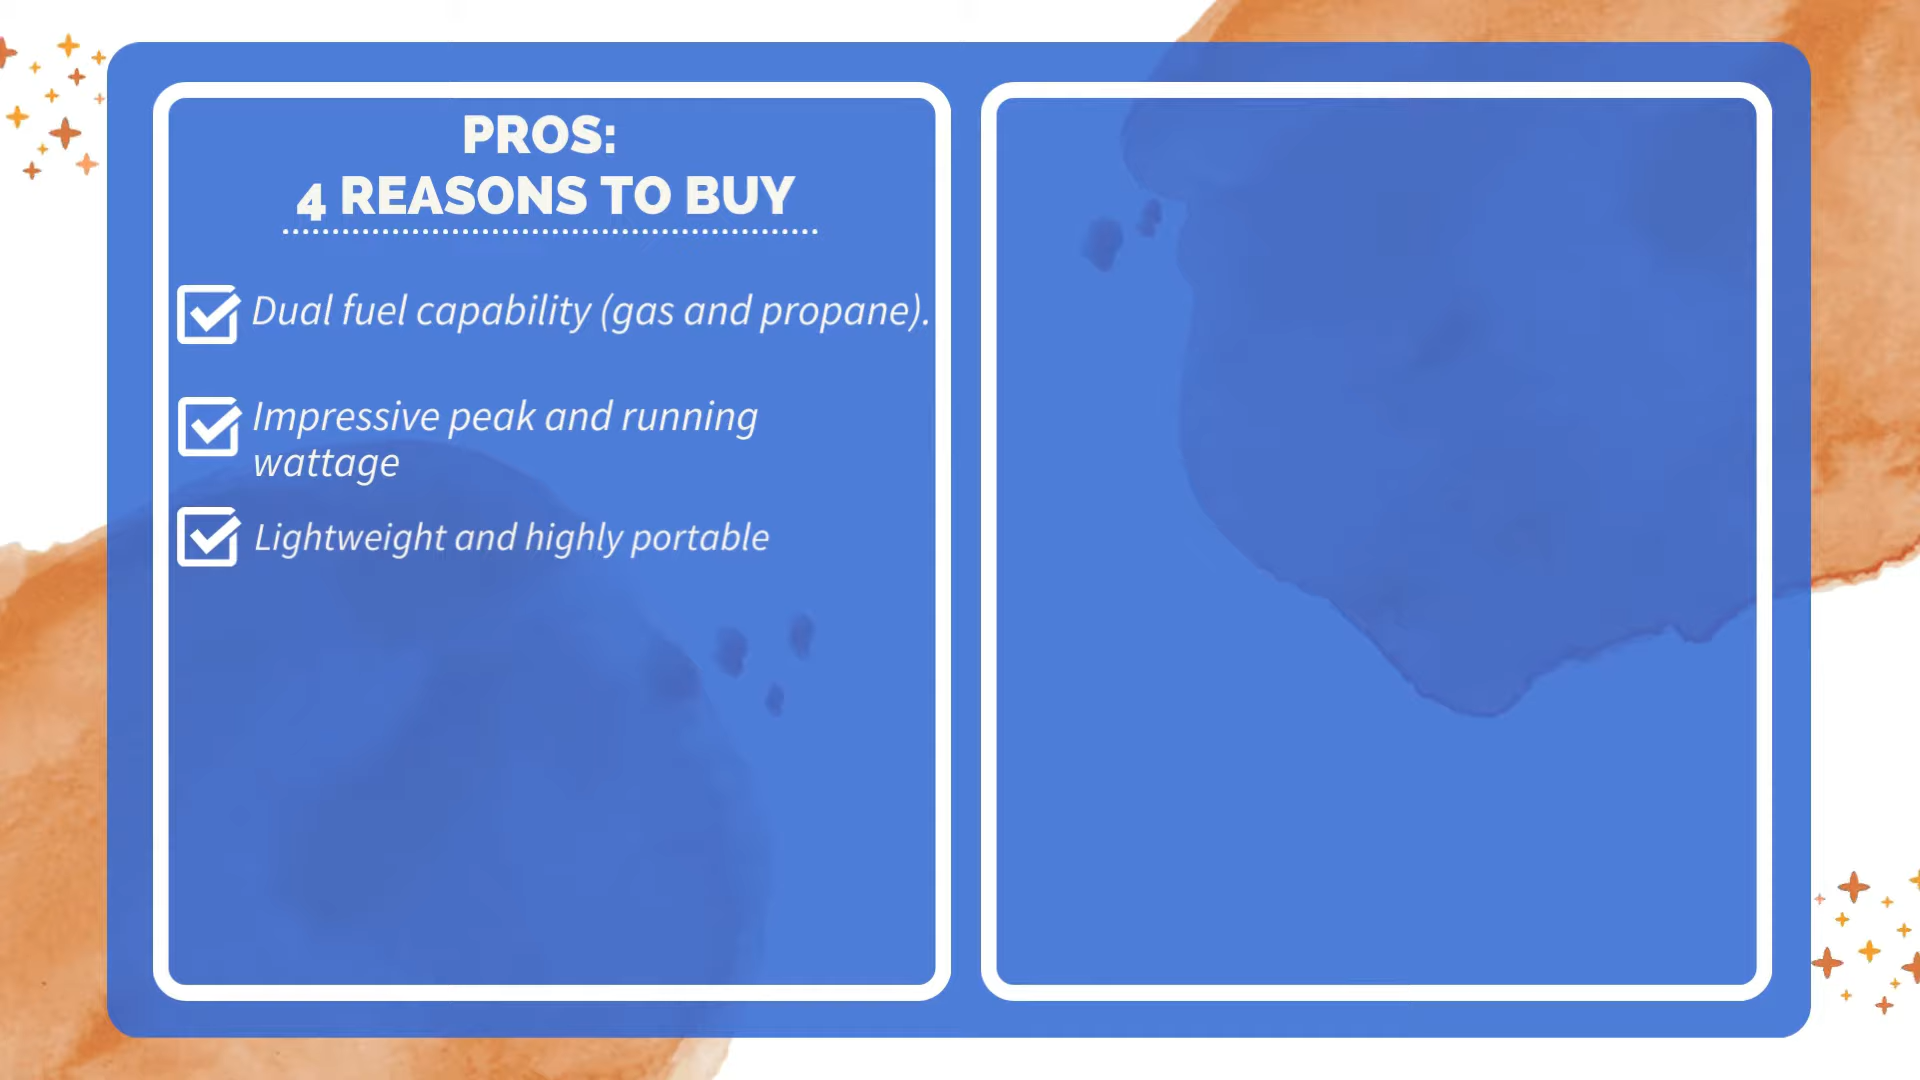 PROS:
4 REASONS TO BUY
Dual fuel capability (gas and propane).
Impressive peak and running
wattage
Lightweight and highly portable